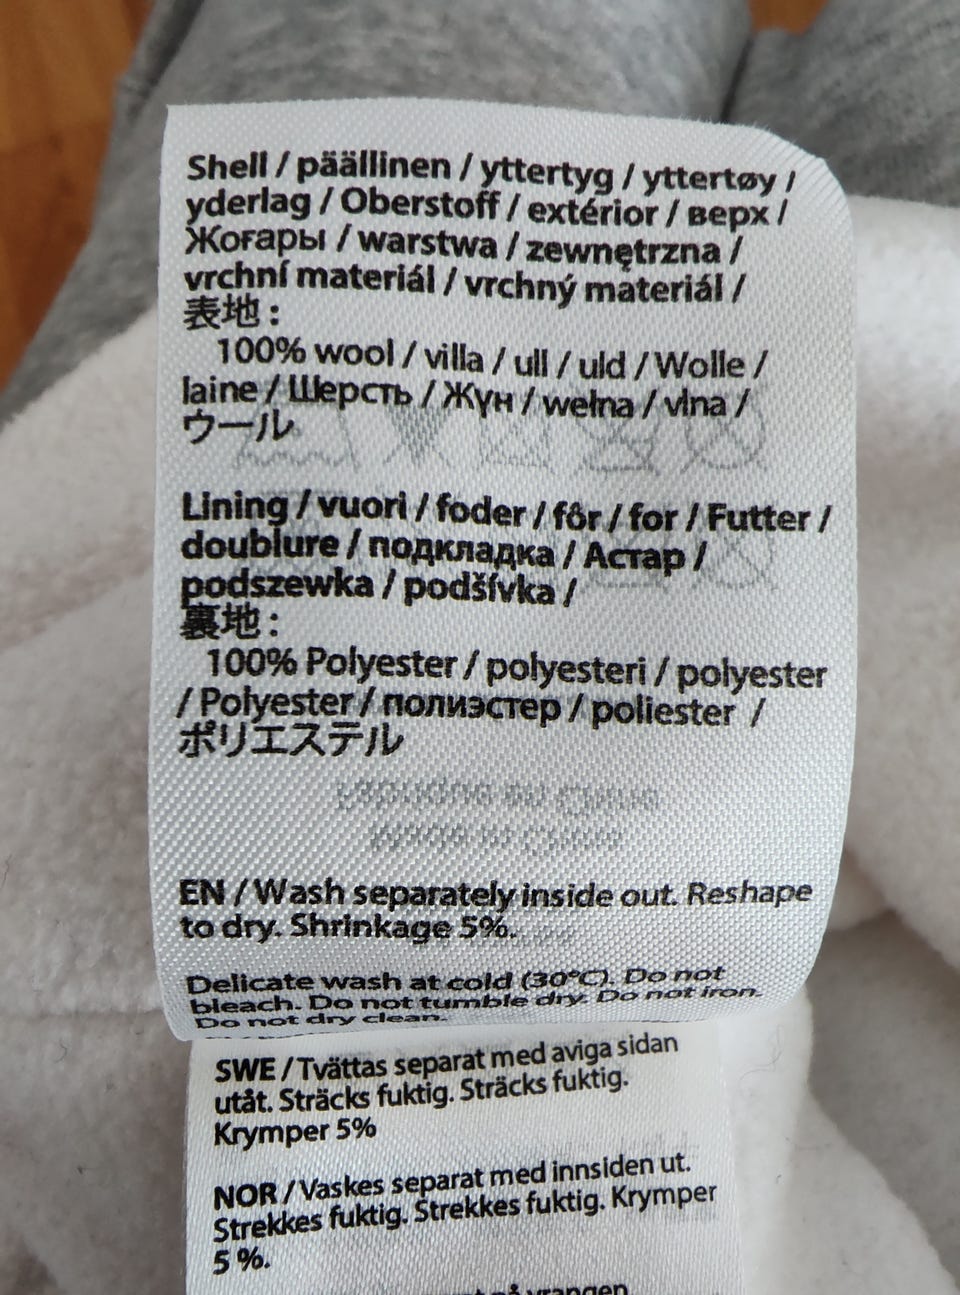 Shell / päällinen / yttertyg / yttertøy /
yderlag / Oberstoff / extérior / верх /
Жоғары / warstwa / zewnętrzna /
vrchní materiál / vrchný materiál /
表地 :
100% wool / villa / ull / uld / Wolle /
laine / Шерсть / Жүн / wełna / vlna /
ウール
Lining / vuori / foder / fôr / for / Futter /
doublure / подкладка / Астар /
podszewka / podšívka /
裏地 :
100% Polyester / polyesteri / polyester
/ Polyester / полиэстер / poliester /
ポリエステル
EN / Wash separately inside out. Reshape
to dry. Shrinkage 5%.
Delicate wash at cold (30°C). Do not
bleach. Do not tumble dry. Do not iron.
Do not dry clean.
SWE / Tvättas separat med aviga sidan
utåt. Sträcks fuktig. Sträcks fuktig.
Krymper 5%
NOR / Vaskes separat med innsiden ut.
Strekkes fuktig. Strekkes fuktig. Krymper
5 %.
på vrangen